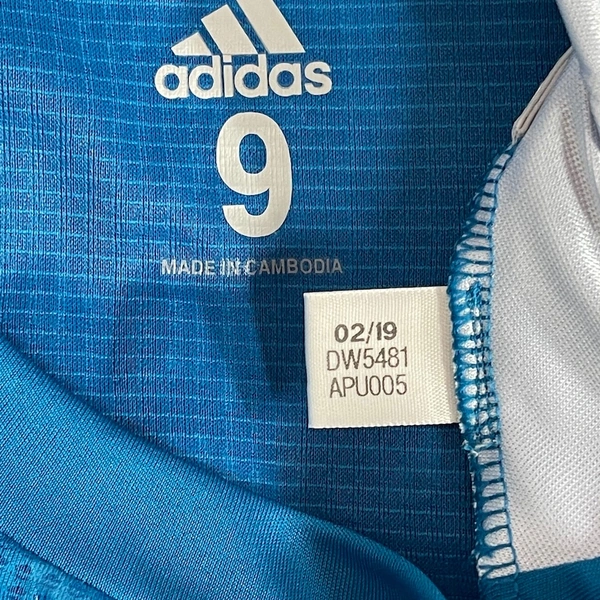 adidas
9
MADE IN CAMBODIA
02/19
DW5481
APU005